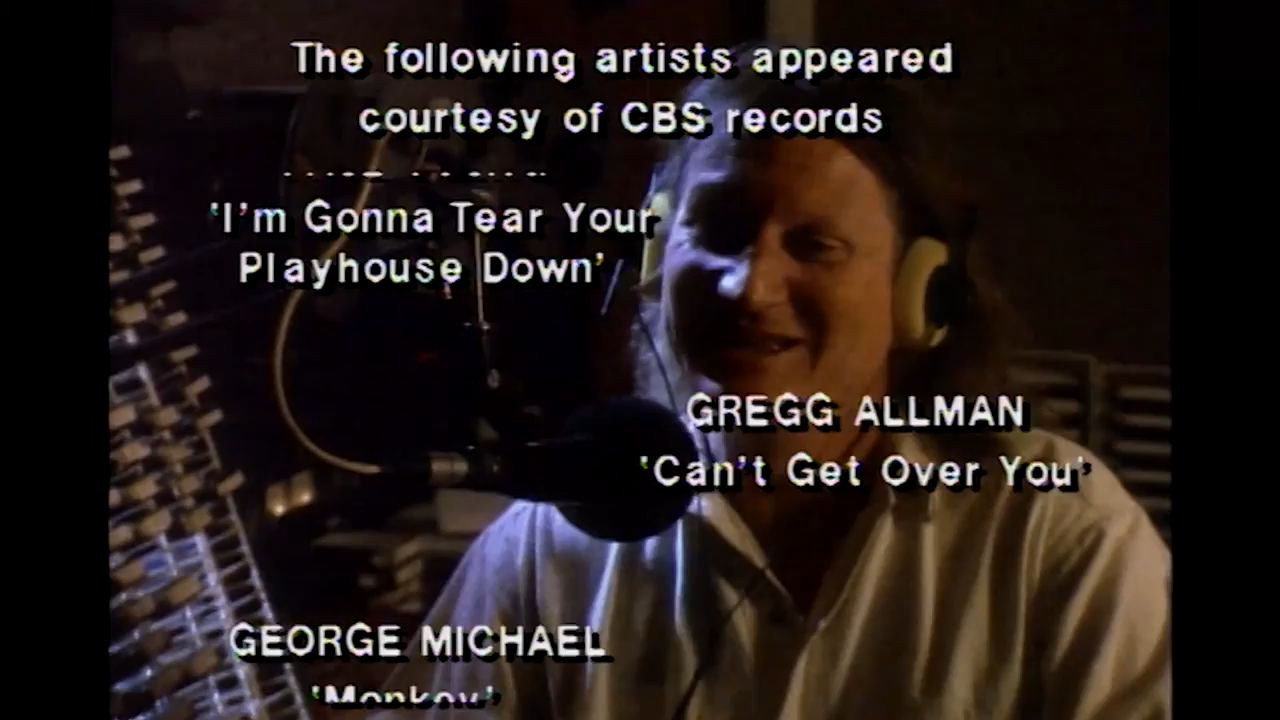 The following artists appeared
courtesy of CBS records
'I'm Gonna Tear Your
Playhouse Down'
GREGG ALLMAN
'Can't Get Over You'
GEORGE MICHAEL
'Monkey'